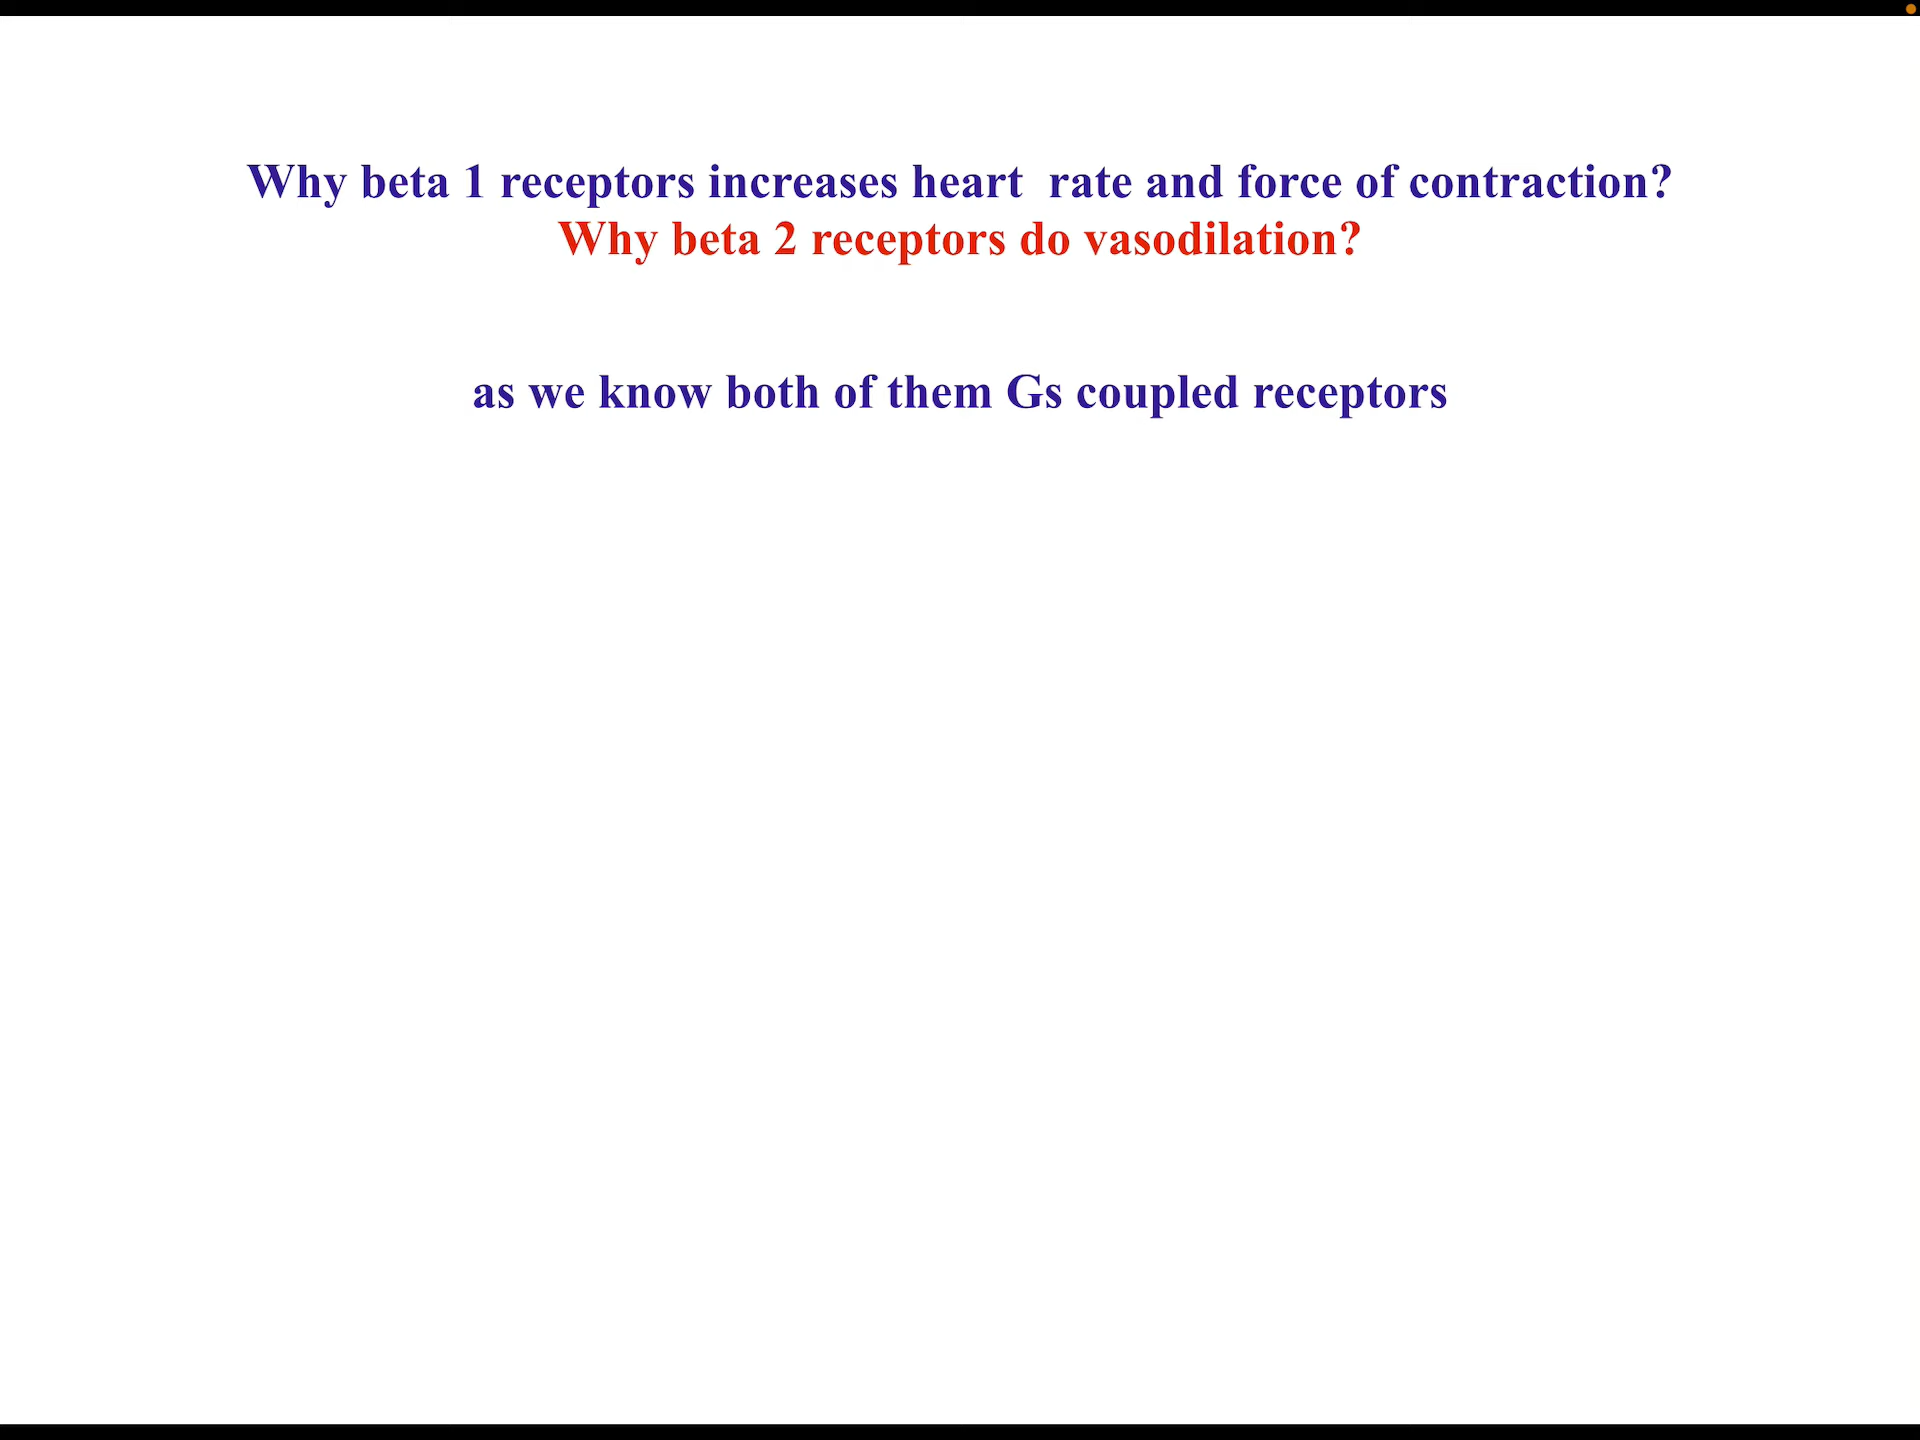 Why beta 1 receptors increases heart  rate and force of contraction?
Why beta 2 receptors do vasodilation?
as we know both of them Gs coupled receptors